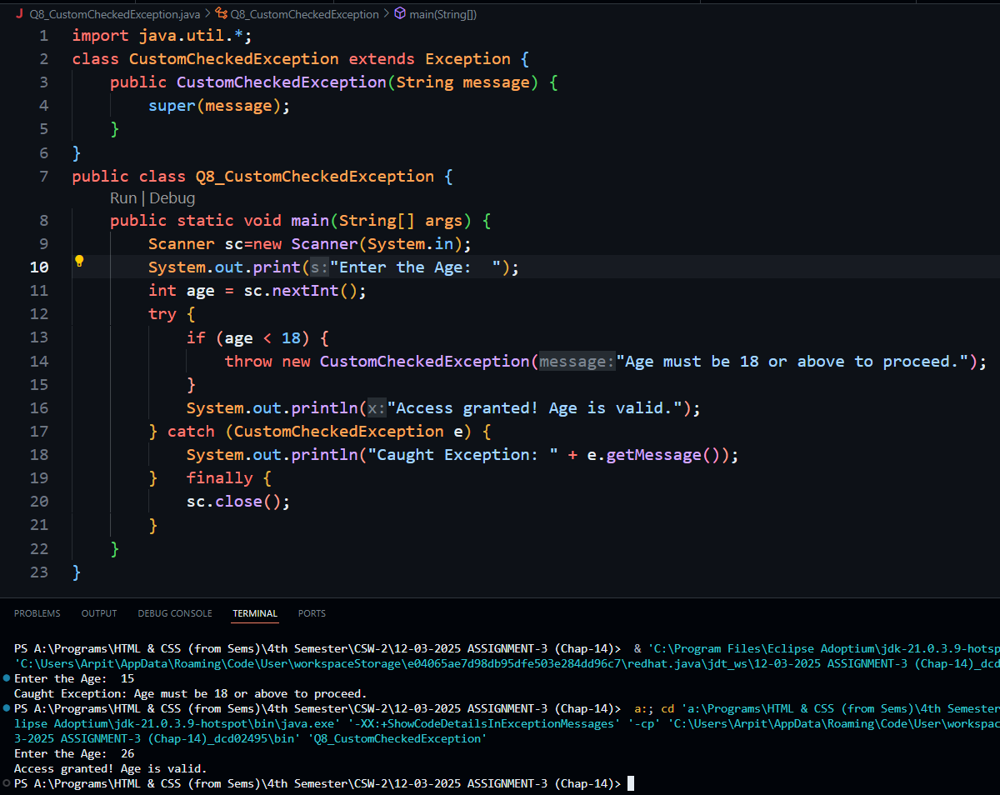 J Q8_CustomCheckedException.java > Q8_CustomCheckedException > main(String[])
1 import java.util.*;
2 class CustomCheckedException extends Exception {
3     public CustomCheckedException(String message) {
4         super(message);
5     }
6 }
7 public class Q8_CustomCheckedException {
Run | Debug
8     public static void main(String[] args) {
9         Scanner sc=new Scanner(System.in);
10         System.out.print(s:"Enter the Age:  ");
11         int age = sc.nextInt();
12         try {
13             if (age < 18) {
14                 throw new CustomCheckedException(message:"Age must be 18 or above to proceed.");
15             }
16             System.out.println(x:"Access granted! Age is valid.");
17         } catch (CustomCheckedException e) {
18             System.out.println("Caught Exception: " + e.getMessage());
19         }   finally {
20             sc.close();
21         }
22     }
23 }
PROBLEMS OUTPUT DEBUG CONSOLE TERMINAL PORTS
PS A:\Programs\HTML & CSS (from Sems)\4th Semester\CSW-2\12-03-2025 ASSIGNMENT-3 (Chap-14)>  & 'C:\Program Files\Eclipse Adoptium\jdk-21.0.3.9-hotsp
'C:\Users\Arpit\AppData\Roaming\Code\User\workspaceStorage\e04065ae7d98db95dfe503e284dd96c7\redhat.java\jdt_ws\12-03-2025 ASSIGNMENT-3 (Chap-14)_dcd
Enter the Age:  15
Caught Exception: Age must be 18 or above to proceed.
PS A:\Programs\HTML & CSS (from Sems)\4th Semester\CSW-2\12-03-2025 ASSIGNMENT-3 (Chap-14)>  a:; cd 'a:\Programs\HTML & CSS (from Sems)\4th Semester
lipse Adoptium\jdk-21.0.3.9-hotspot\bin\java.exe' '-XX:+ShowCodeDetailsInExceptionMessages' '-cp' 'C:\Users\Arpit\AppData\Roaming\Code\User\workspac
3-2025 ASSIGNMENT-3 (Chap-14)_dcd02495\bin' 'Q8_CustomCheckedException'
Enter the Age:  26
Access granted! Age is valid.
PS A:\Programs\HTML & CSS (from Sems)\4th Semester\CSW-2\12-03-2025 ASSIGNMENT-3 (Chap-14)>